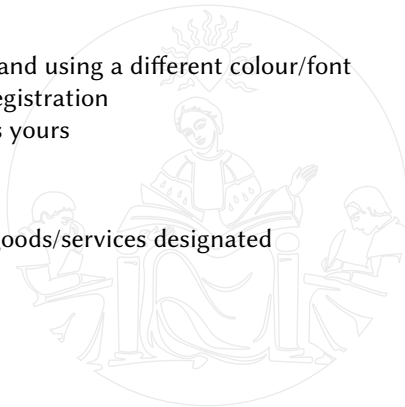 and using a different colour/font
egistration
s yours
oods/services designated